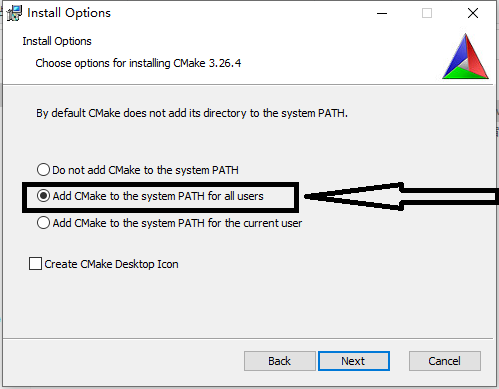 Install Options
Install Options
Choose options for installing CMake 3.26.4
By default CMake does not add its directory to the system PATH.
Do not add CMake to the system PATH
Add CMake to the system PATH for all users
Add CMake to the system PATH for the current user
Create CMake Desktop Icon
Back
Next
Cancel